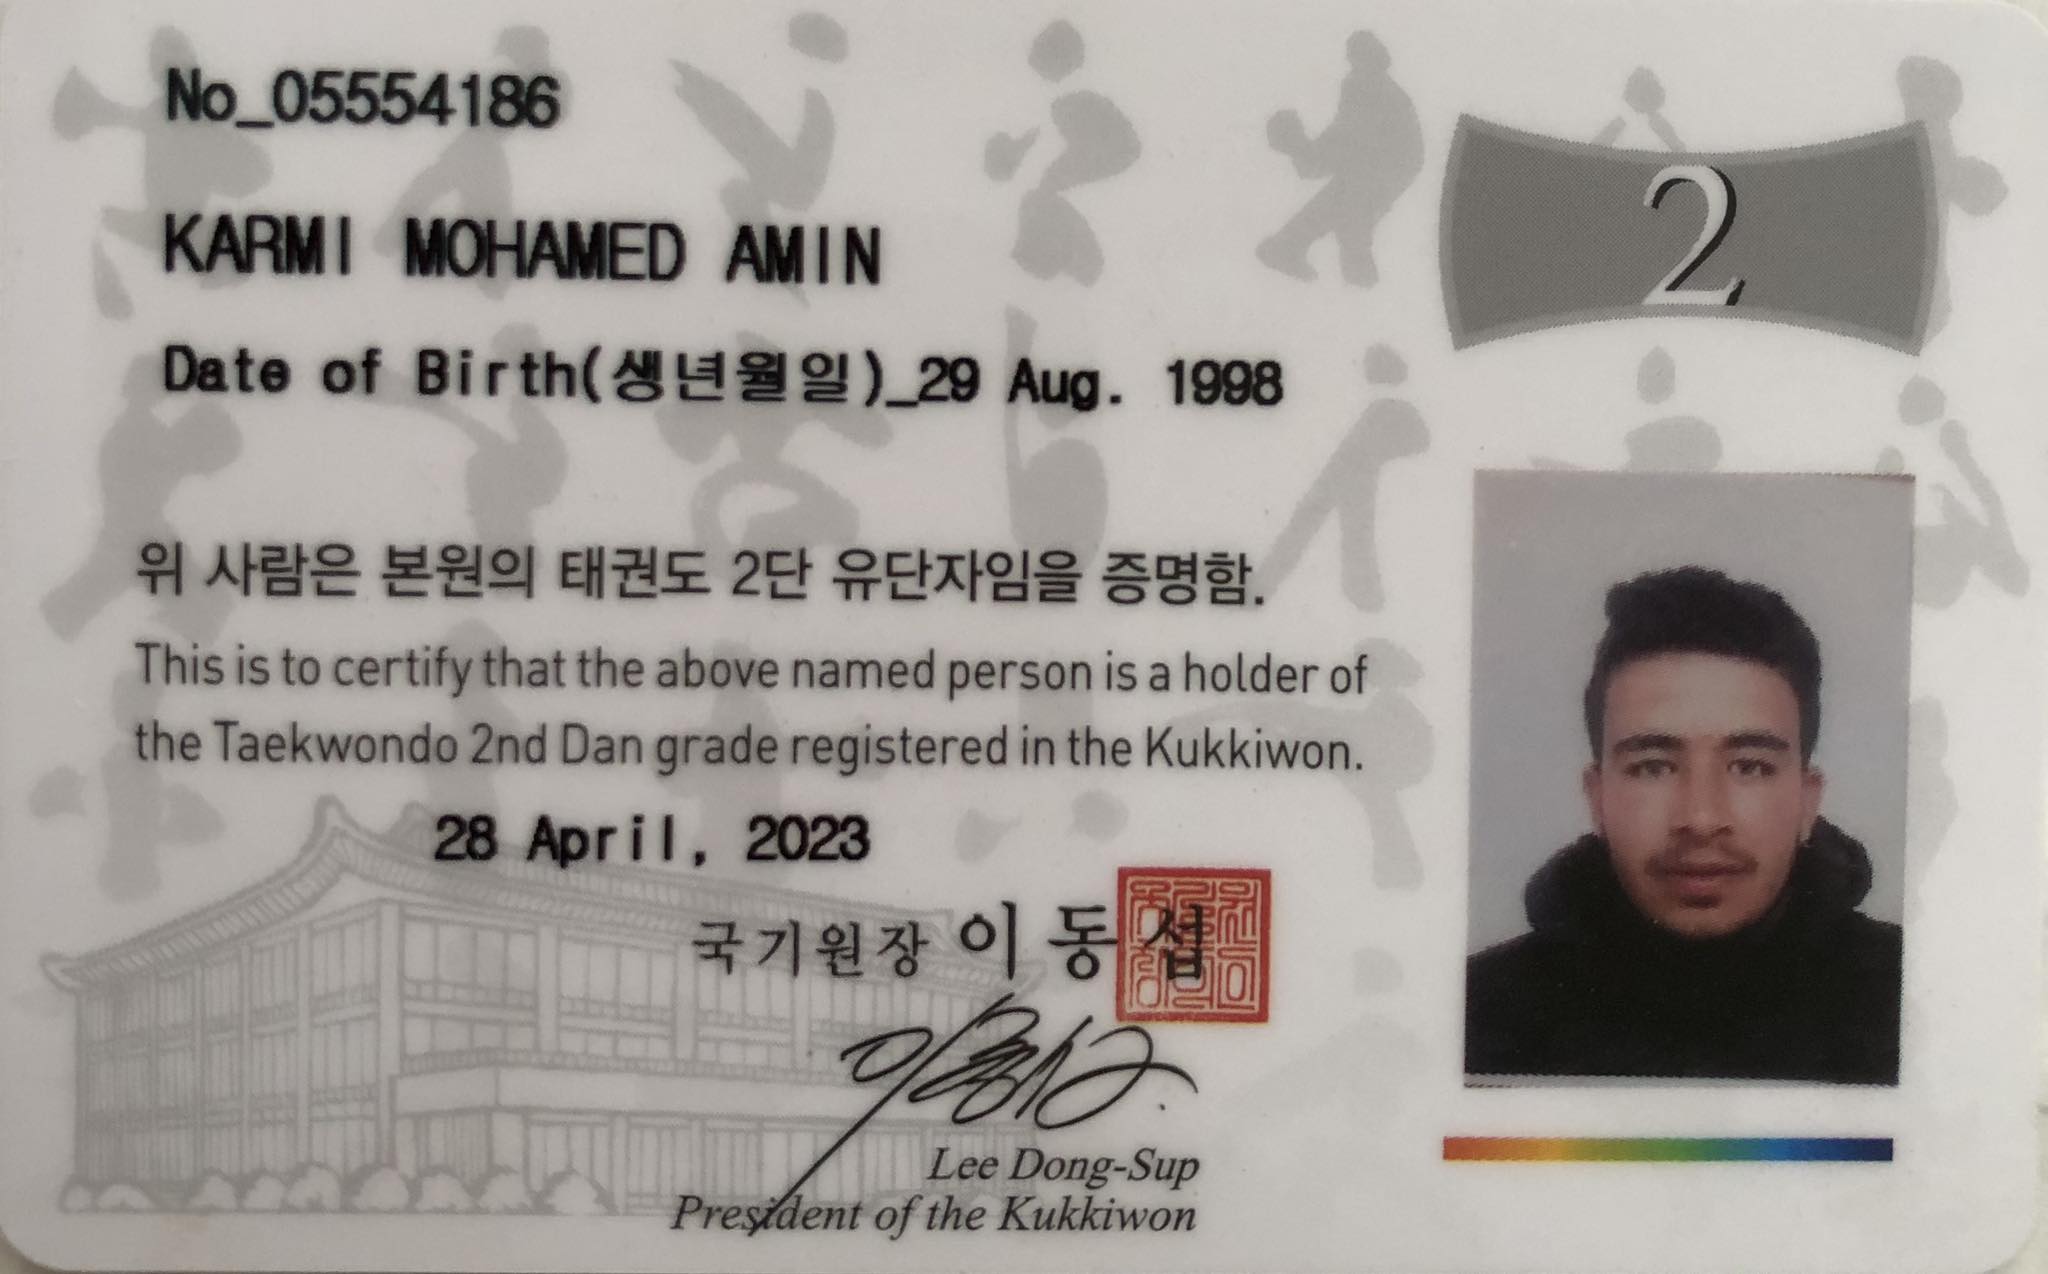 No_05554186
2
KARMI MOHAMED AMIN
Date of Birth(생년월일)_29 Aug. 1998
위 사람은 본원의 태권도 2단 유단자임을 증명함.
This is to certify that the above named person is a holder of
the Taekwondo 2nd Dan grade registered in the Kukkiwon.
28 April, 2023
국기원장 이동섭
Lee Dong-Sup
President of the Kukkiwon